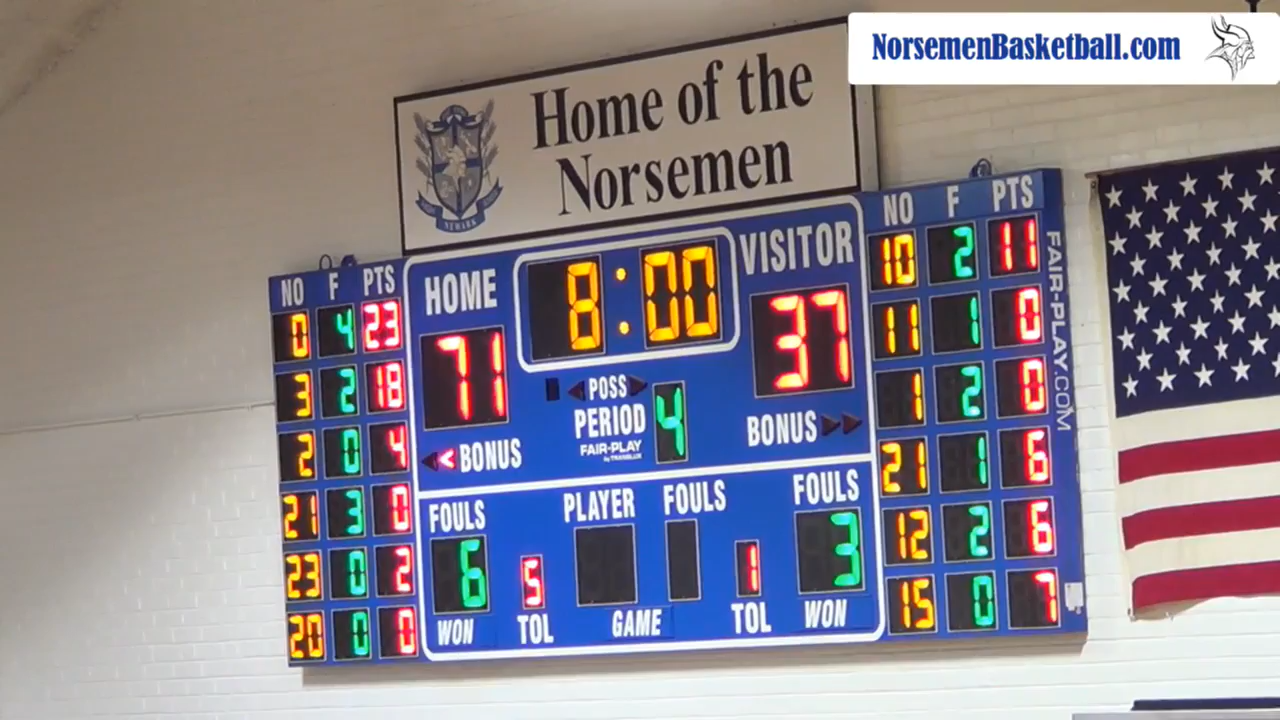 NorsemenBasketball.com
Home of the
Norsemen
NEWARK
NO F PTS
0 4 23
3 2 18
2 0 4
21 3 0
23 0 2
20 0 0
HOME
71
8:00
VISITOR
37
POSS
PERIOD 4
FAIR-PLAY
by TRANS-LUX
< BONUS
BONUS
FOULS
6
WON
5
TOL
PLAYER
FOULS
GAME
1
TOL
FOULS
3
WON
NO F PTS
10 2 11
11 1 0
1 2 0
21 1 6
12 2 6
15 0 7
FAIR-PLAY.COM